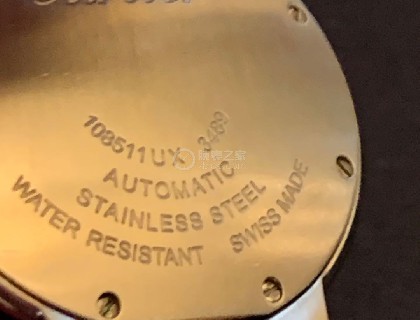 108511UX 3489
AUTOMATIC
STAINLESS STEEL
WATER RESISTANT SWISS MADE